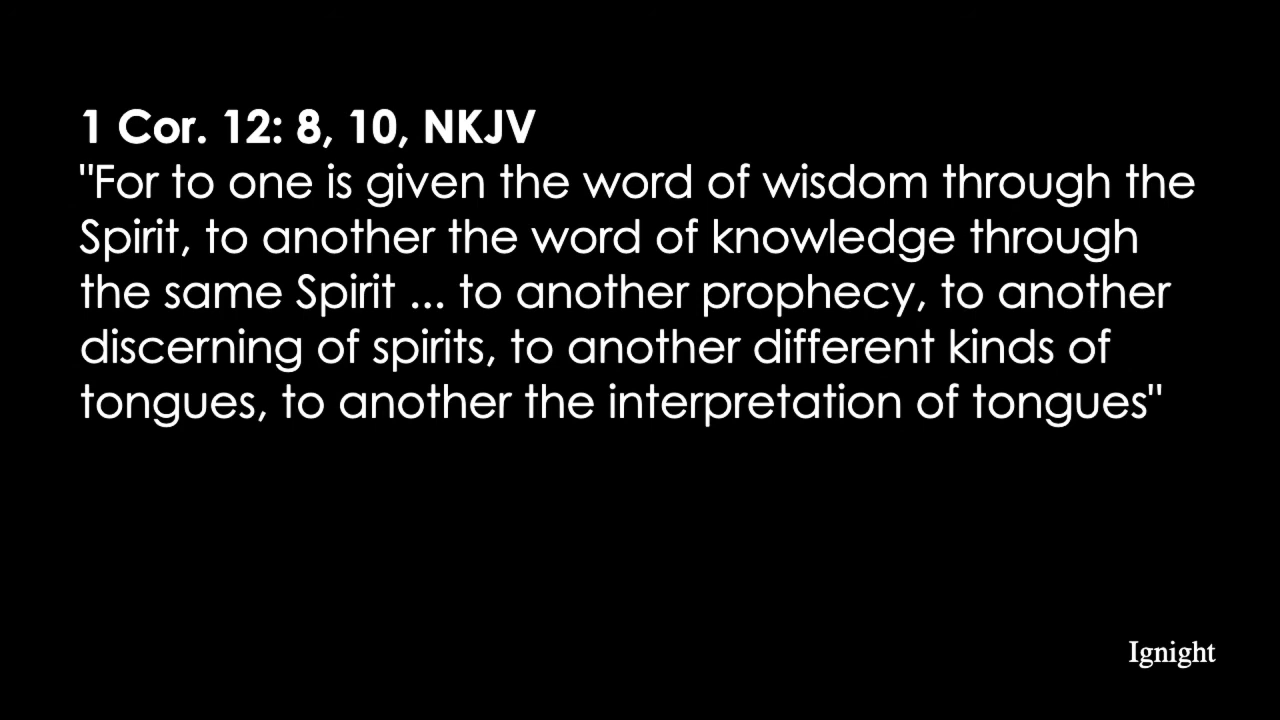 1 Cor. 12: 8, 10, NKJV
"For to one is given the word of wisdom through the
Spirit, to another the word of knowledge through
the same Spirit ... to another prophecy, to another
discerning of spirits, to another different kinds of
tongues, to another the interpretation of tongues"
Ignight